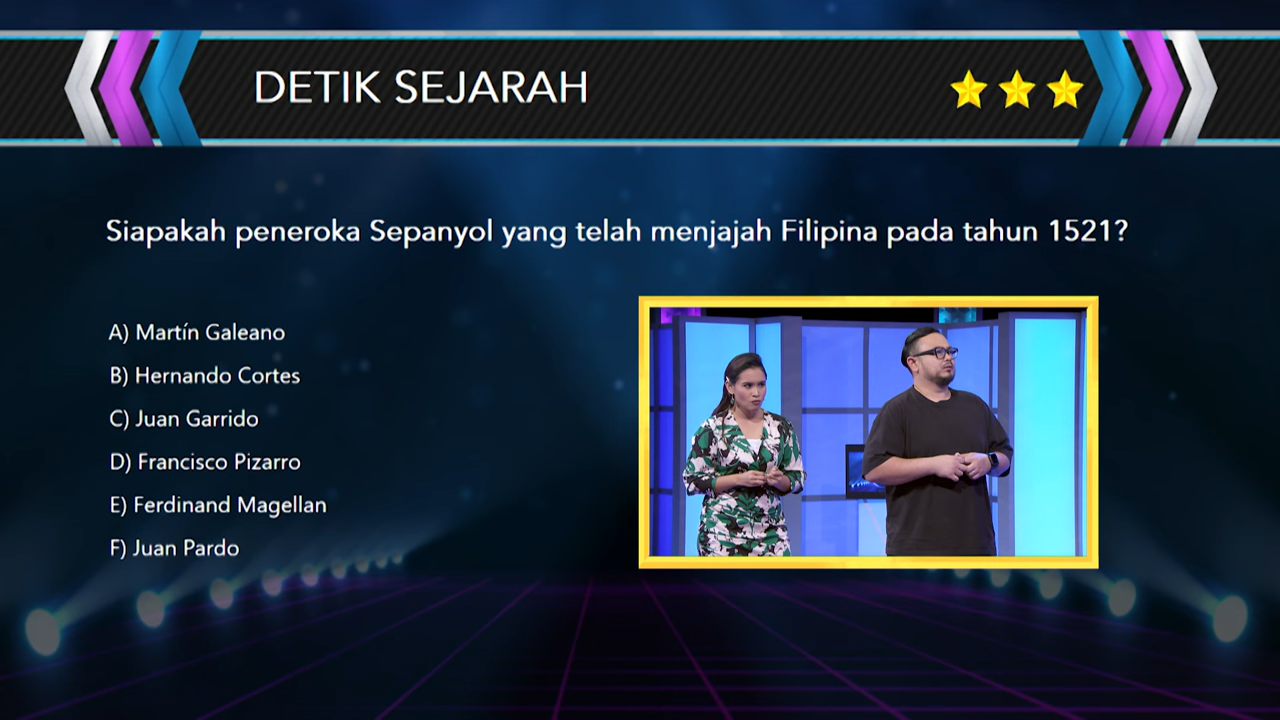 DETIK SEJARAH
Siapakah peneroka Sepanyol yang telah menjajah Filipina pada tahun 1521?
A) Martín Galeano
B) Hernando Cortes
C) Juan Garrido
D) Francisco Pizarro
E) Ferdinand Magellan
F) Juan Pardo